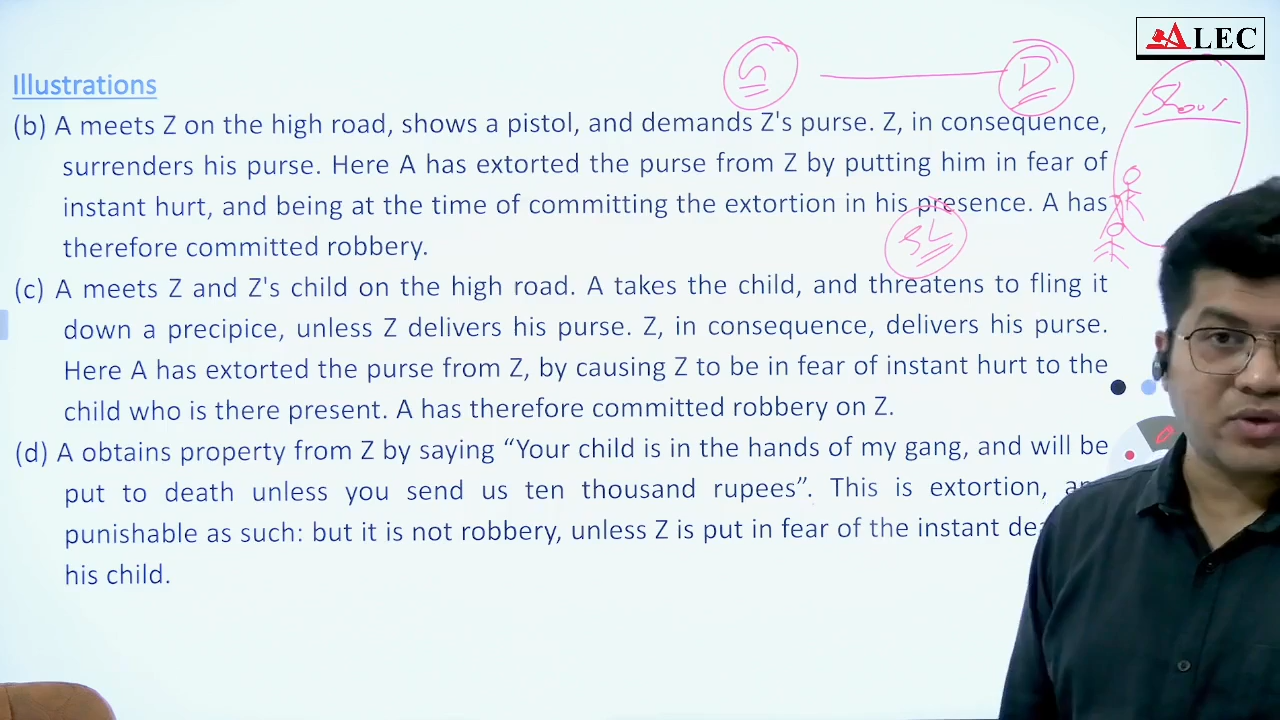 ALEC
Illustrations
G D
Shour
(b) A meets Z on the high road, shows a pistol, and demands Z's purse. Z, in consequence,
surrenders his purse. Here A has extorted the purse from Z by putting him in fear of
instant hurt, and being at the time of committing the extortion in his presence. A has
therefore committed robbery.
SL
(c) A meets Z and Z's child on the high road. A takes the child, and threatens to fling it
down a precipice, unless Z delivers his purse. Z, in consequence, delivers his purse.
Here A has extorted the purse from Z, by causing Z to be in fear of instant hurt to the
child who is there present. A has therefore committed robbery on Z.
(d) A obtains property from Z by saying “Your child is in the hands of my gang, and will be
put to death unless you send us ten thousand rupees”. This is extortion,
punishable as such: but it is not robbery, unless Z is put in fear of the instant
his child.